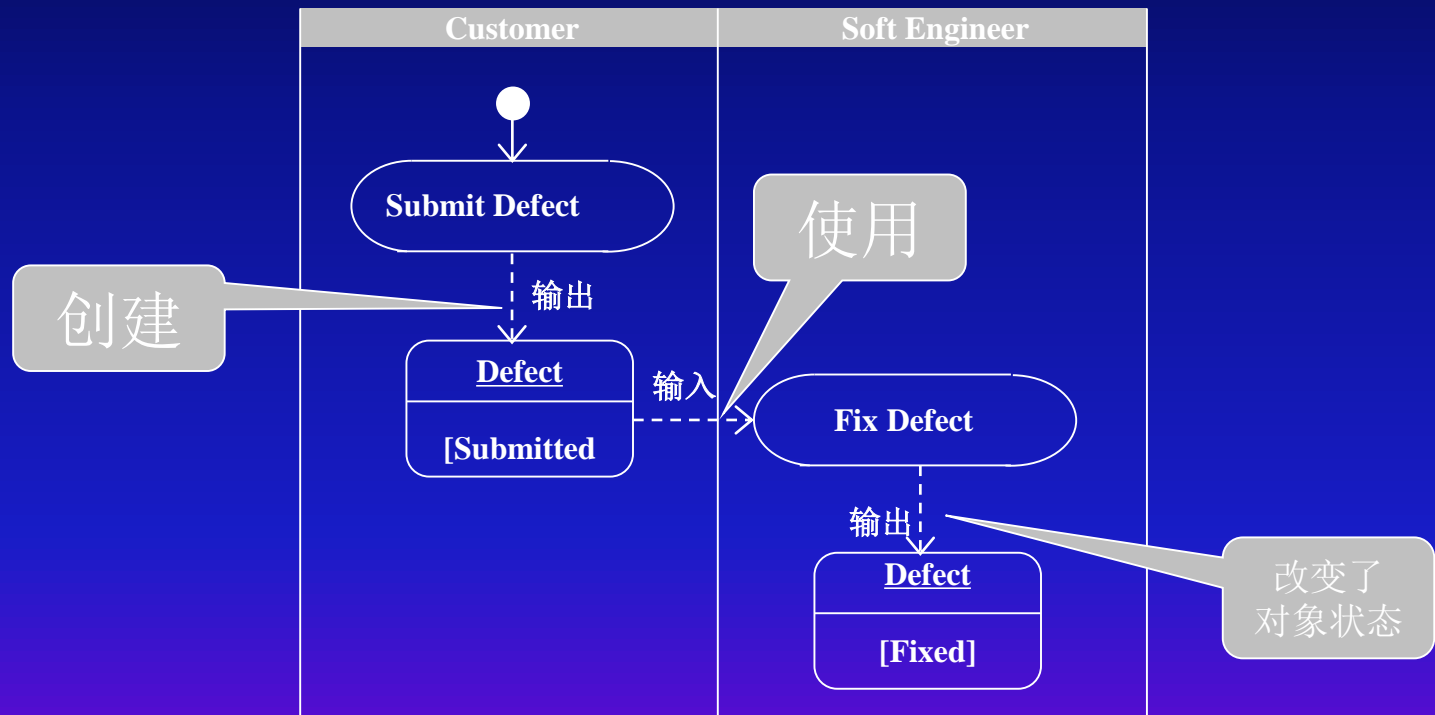 Customer
Soft Engineer
Submit Defect
使用
创建
输出
Defect
输入
[Submitted
Fix Defect
输出
Defect
[Fixed]
改变了
对象状态